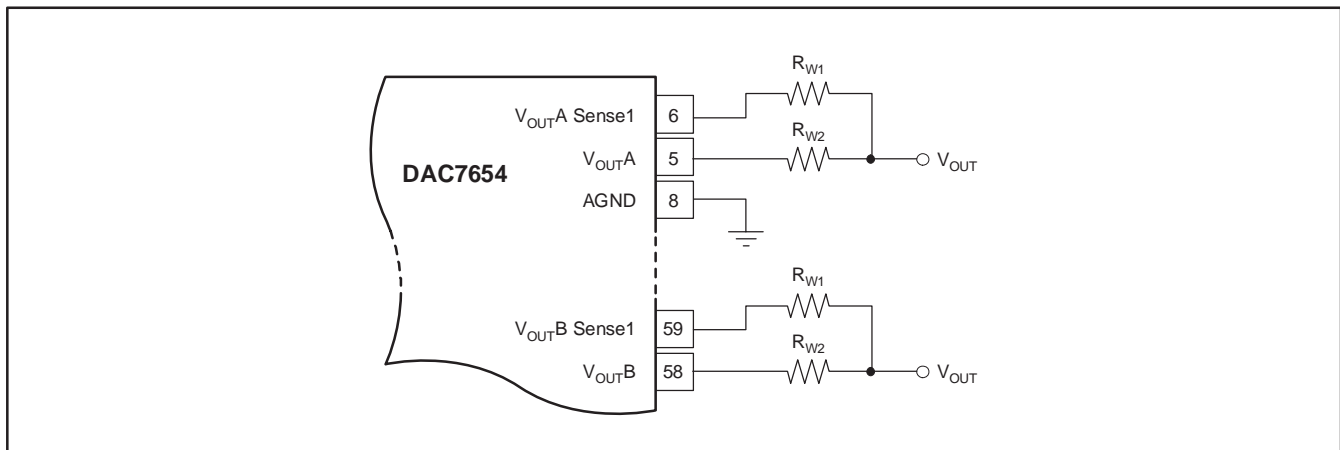 R_W1
V_OUTA Sense1 6
R_W2
V_OUTA 5 V_OUT
DAC7654
AGND 8
R_W1
V_OUTB Sense1 59
R_W2
V_OUTB 58 V_OUT